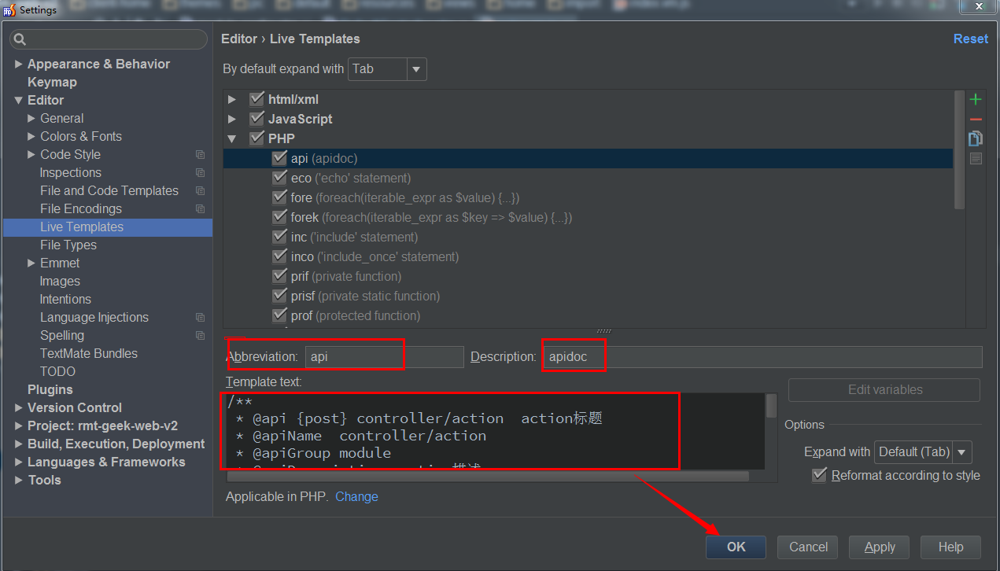 Settings
Editor › Live Templates
Reset
By default expand with Tab
Appearance & Behavior
Keymap
Editor
General
Colors & Fonts
Code Style
Inspections
File and Code Templates
File Encodings
Live Templates
File Types
Emmet
Images
Intentions
Language Injections
Spelling
TextMate Bundles
TODO
Plugins
Version Control
Project: rmt-geek-web-v2
Build, Execution, Deployment
Languages & Frameworks
Tools
html/xml
JavaScript
PHP
api (apidoc)
eco ('echo' statement)
fore (foreach(iterable_expr as $value) {...})
forek (foreach(iterable_expr as $key => $value) {...})
inc ('include' statement)
inco ('include_once' statement)
prif (private function)
prisf (private static function)
prof (protected function)
Abbreviation: api
Description: apidoc
Template text:
/**
* @api {post} controller/action  action标题
* @apiName  controller/action
* @apiGroup module
Edit variables
Options
Expand with Default (Tab)
Reformat according to style
Applicable in PHP. Change
OK
Cancel
Apply
Help